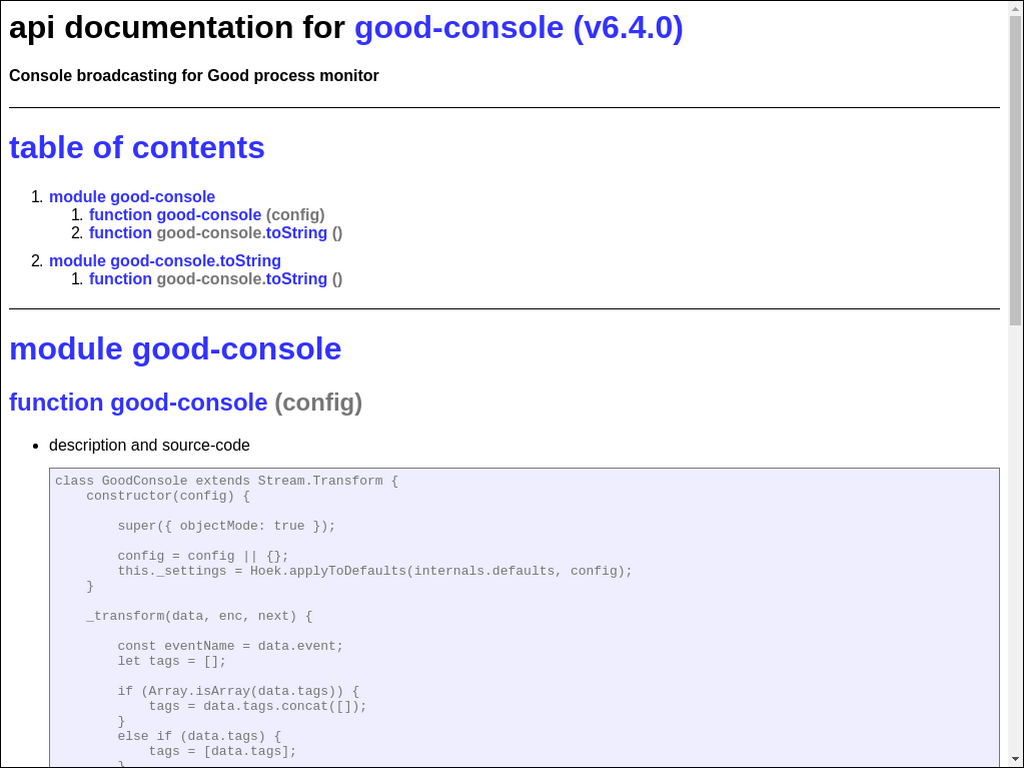 api documentation for good-console (v6.4.0)
Console broadcasting for Good process monitor
table of contents
1. module good-console
1. function good-console (config)
2. function good-console.toString ()
2. module good-console.toString
1. function good-console.toString ()
module good-console
function good-console (config)
• description and source-code
class GoodConsole extends Stream.Transform {
    constructor(config) {
        super({ objectMode: true });
        config = config || {};
        this._settings = Hoek.applyToDefaults(internals.defaults, config);
    }
    _transform(data, enc, next) {
        const eventName = data.event;
        let tags = [];
        if (Array.isArray(data.tags)) {
            tags = data.tags.concat([]);
        }
        else if (data.tags) {
            tags = [data.tags];
        }